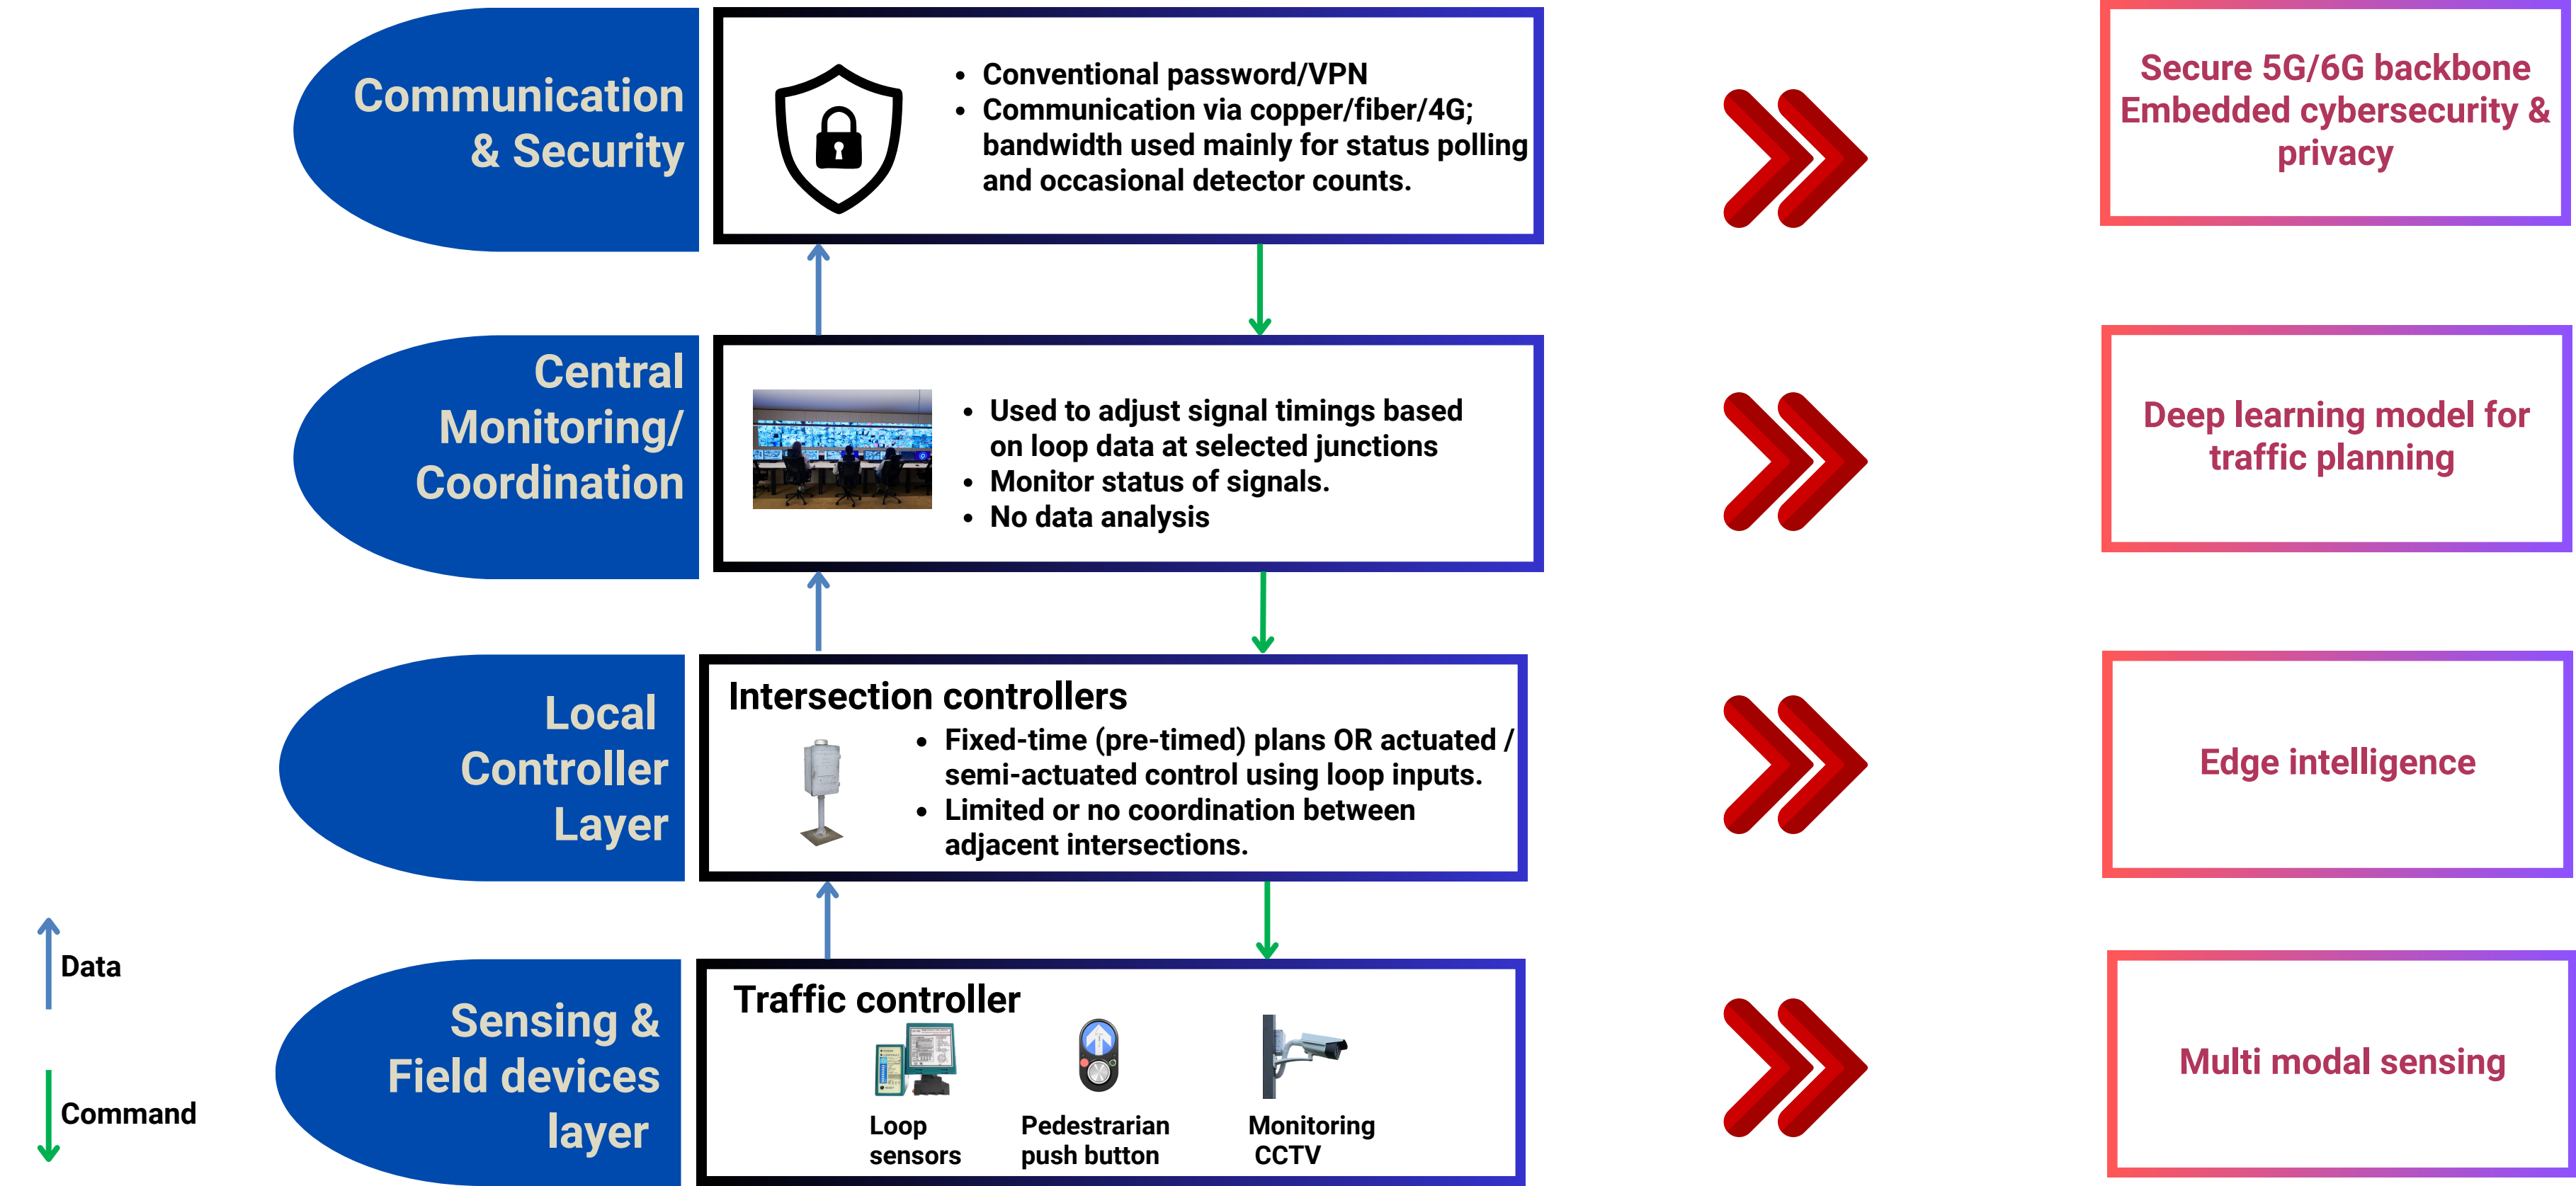 Communication
& Security
• Conventional password/VPN
• Communication via copper/fiber/4G;
bandwidth used mainly for status polling
and occasional detector counts.
Secure 5G/6G backbone
Embedded cybersecurity &
privacy
Central
Monitoring/
Coordination
• Used to adjust signal timings based
on loop data at selected junctions
• Monitor status of signals.
• No data analysis
Deep learning model for
traffic planning
Local
Controller
Layer
Intersection controllers
• Fixed-time (pre-timed) plans OR actuated /
semi-actuated control using loop inputs.
• Limited or no coordination between
adjacent intersections.
Edge intelligence
Data
Command
Sensing &
Field devices
layer
Traffic controller
Loop
sensors
Pedestrarian
push button
Monitoring
CCTV
Multi modal sensing